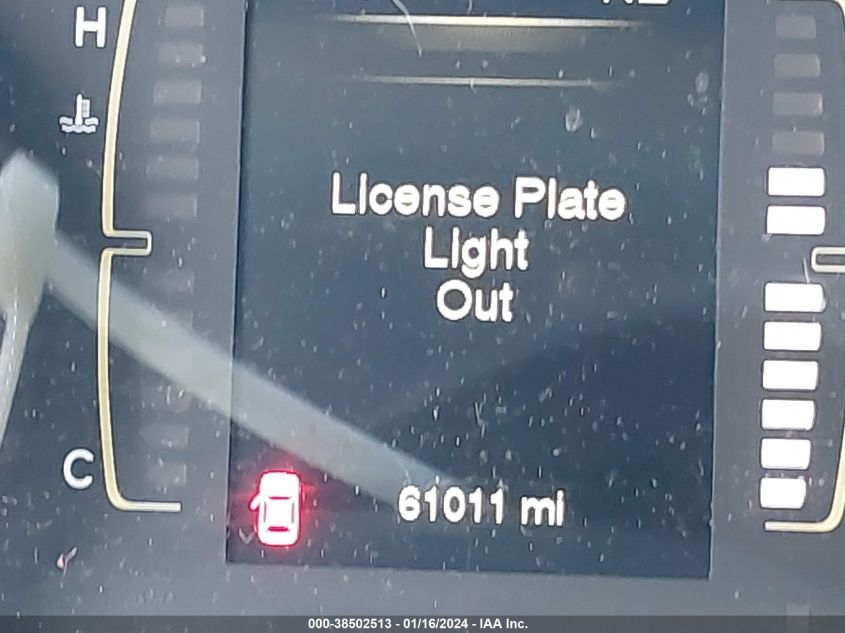 H
License Plate
Light
Out
C
61011 mi
000-38502513 - 01/16/2024 - IAA Inc.